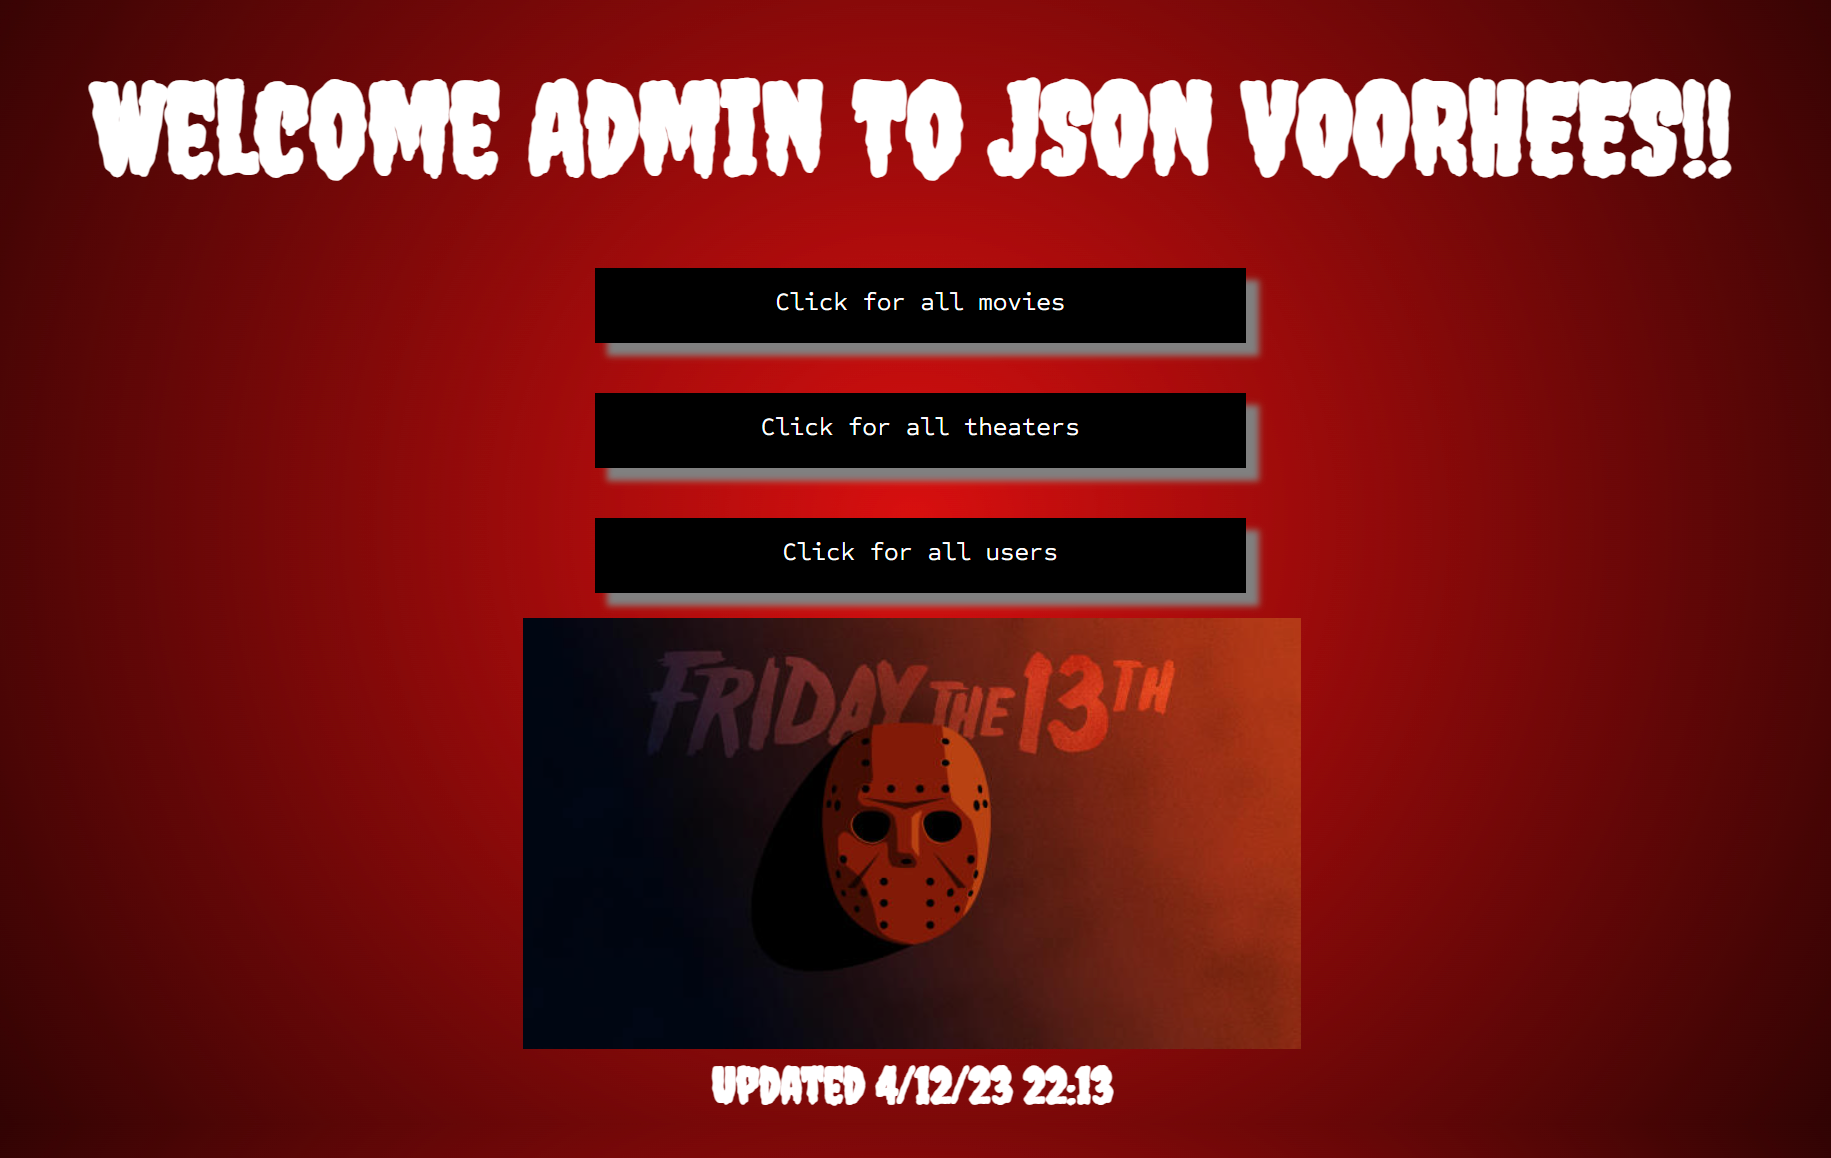 WELCOME ADMIN TO JSON VOORHEES!!
Click for all movies
Click for all theaters
Click for all users
FRIDAY THE 13TH
UPDATED 4/12/23 22:13